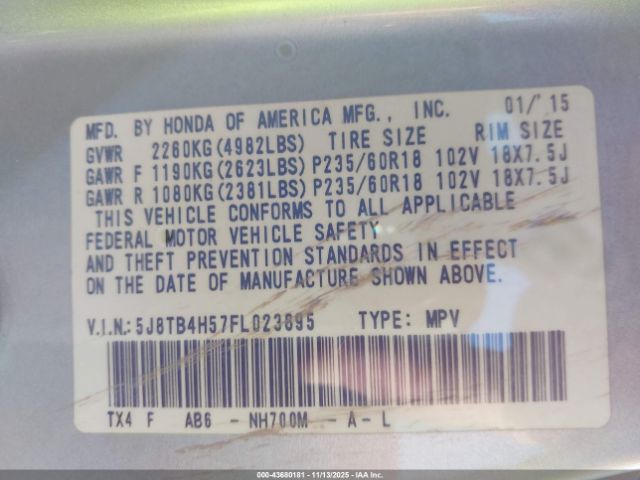 MFD. BY HONDA OF AMERICA MFG., INC. 01/'15
GVWR 2260KG(4982LBS) TIRE SIZE RIM SIZE
GAWR F 1190KG(2623LBS) P235/60R18 102V 18X7.5J
GAWR R 1080KG(2381LBS) P235/60R18 102V 18X7.5J
THIS VEHICLE CONFORMS TO ALL APPLICABLE
FEDERAL MOTOR VEHICLE SAFETY
AND THEFT PREVENTION STANDARDS IN EFFECT
ON THE DATE OF MANUFACTURE SHOWN ABOVE.
V.I.N.: 5J8TB4H57FL023695 TYPE: MPV
TX4 F AB6 - NH700M - A - L
000-43680181 - 11/13/2025 - IAA Inc.